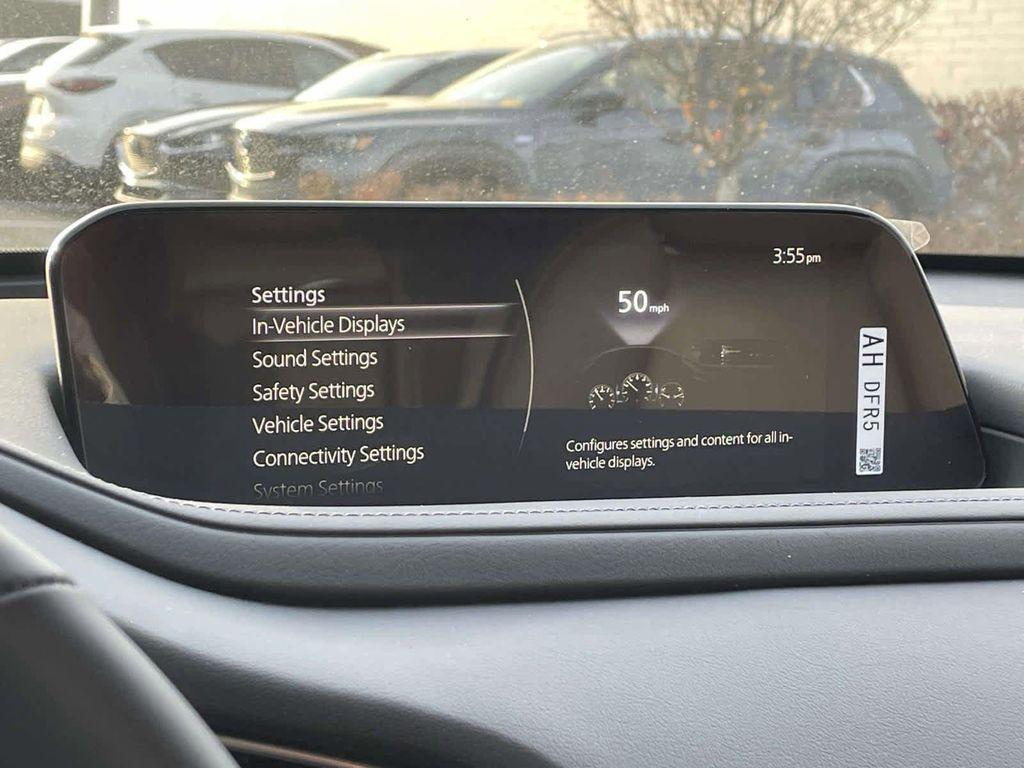 3:55pm
Settings
In-Vehicle Displays
Sound Settings
Safety Settings
Vehicle Settings
Connectivity Settings
System Settings
50mph
Configures settings and content for all in-
vehicle displays.
AH DFR5